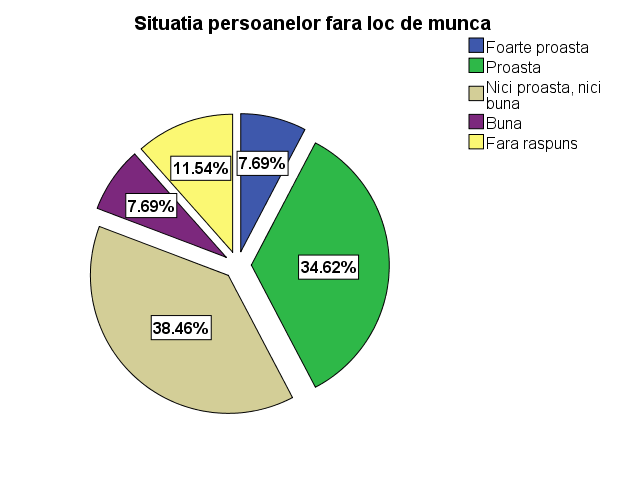 Situatia persoanelor fara loc de munca
Foarte proasta
Proasta
Nici proasta, nici
buna
Buna
Fara raspuns
7.69%
34.62%
38.46%
7.69%
11.54%